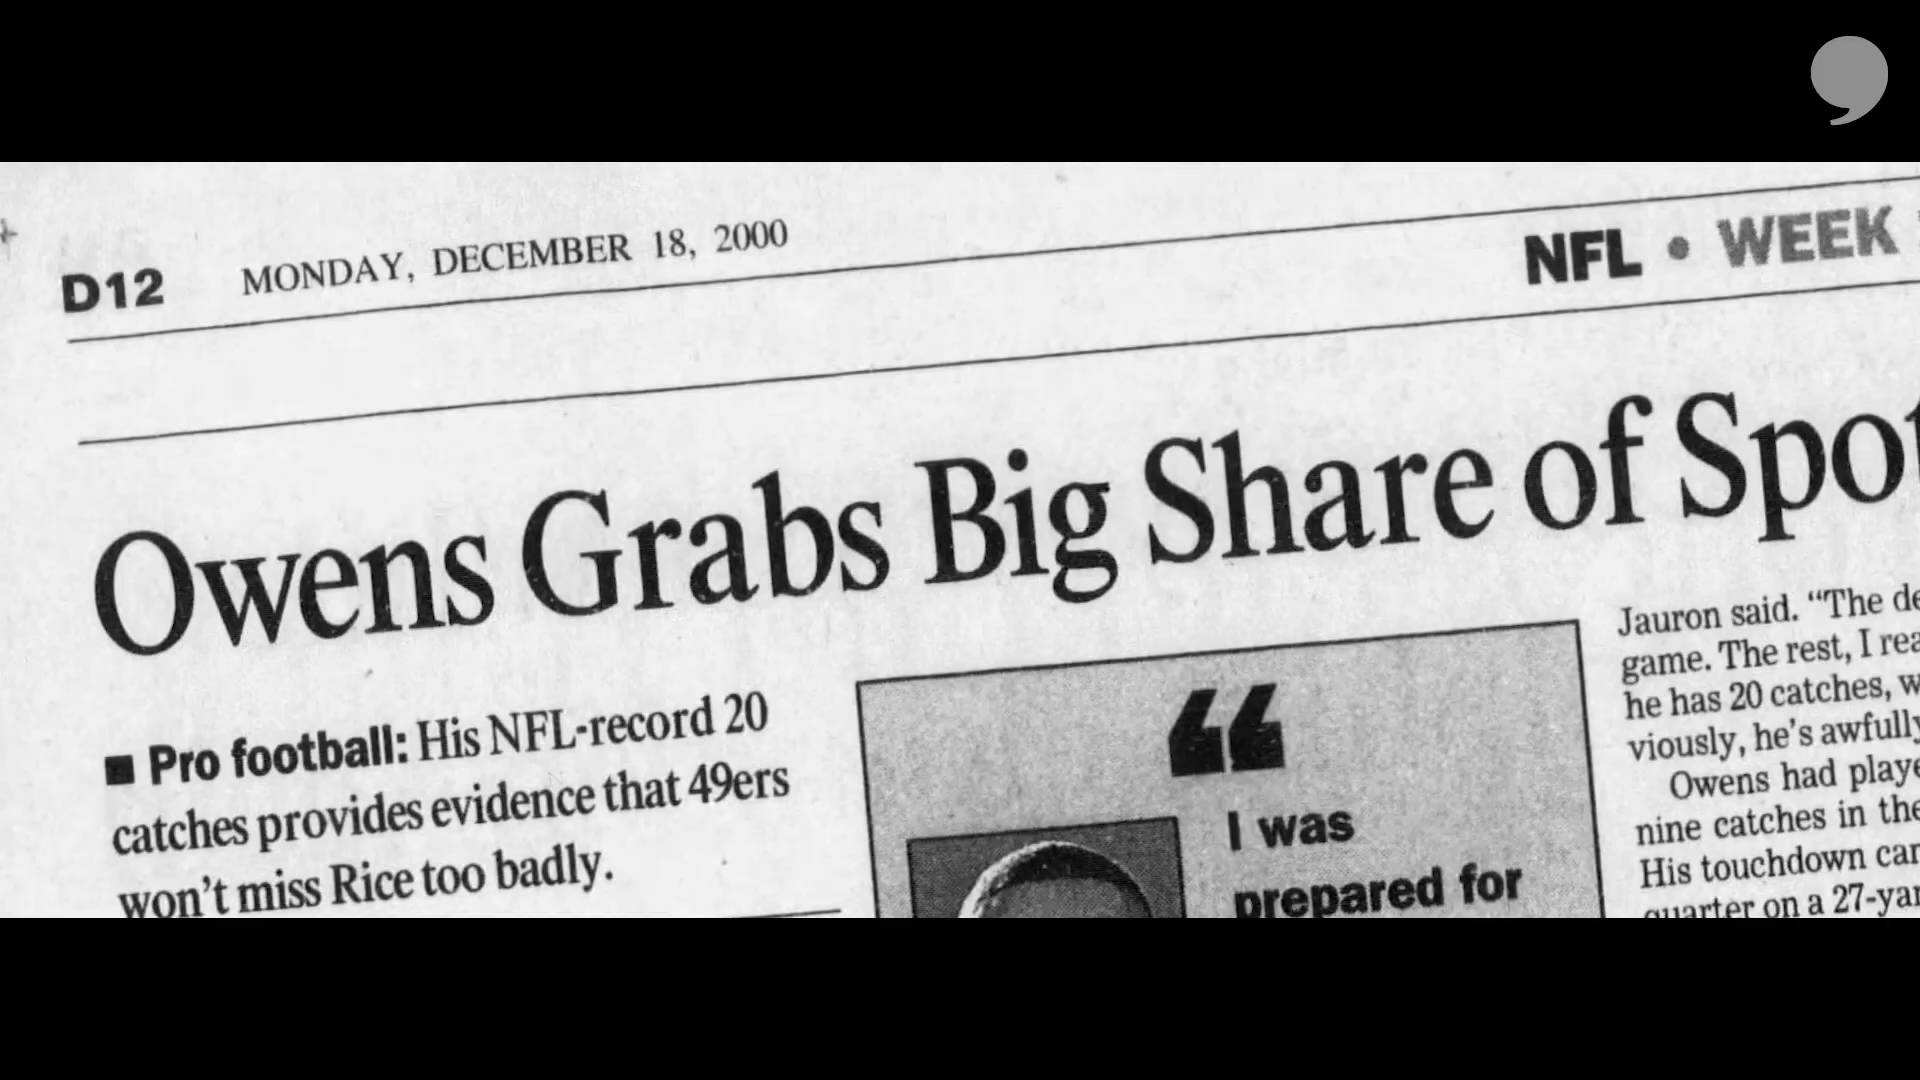 D12 MONDAY, DECEMBER 18, 2000
NFL • WEEK
Owens Grabs Big Share of
■ Pro football: His NFL-record 20
catches provides evidence that 49ers
won't miss Rice too badly.
“
I was
prepared for
Jauron said. “The
game. The rest, I
he has 20 catches,
viously, he's awfully
Owens had
nine catches in the
His touchdown
quarter on a